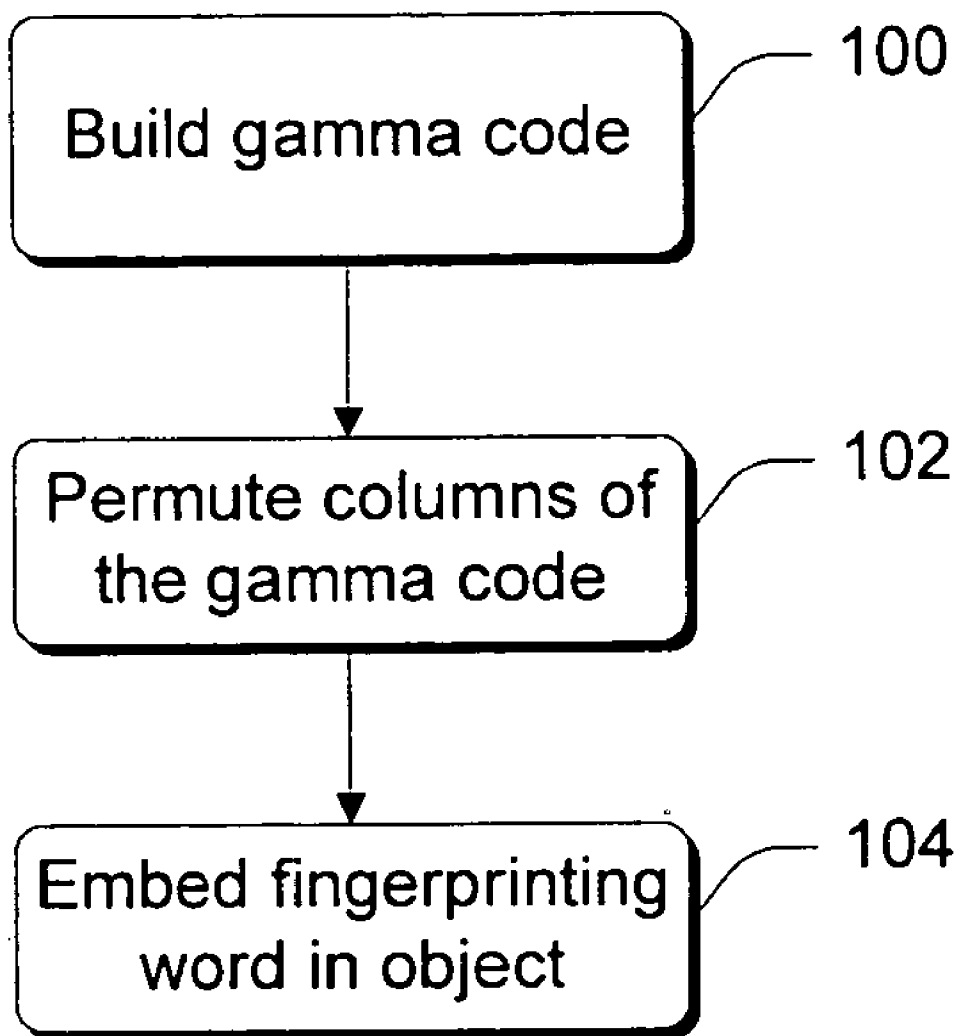 100
Build gamma code
102
Permute columns of
the gamma code
104
Embed fingerprinting
word in object